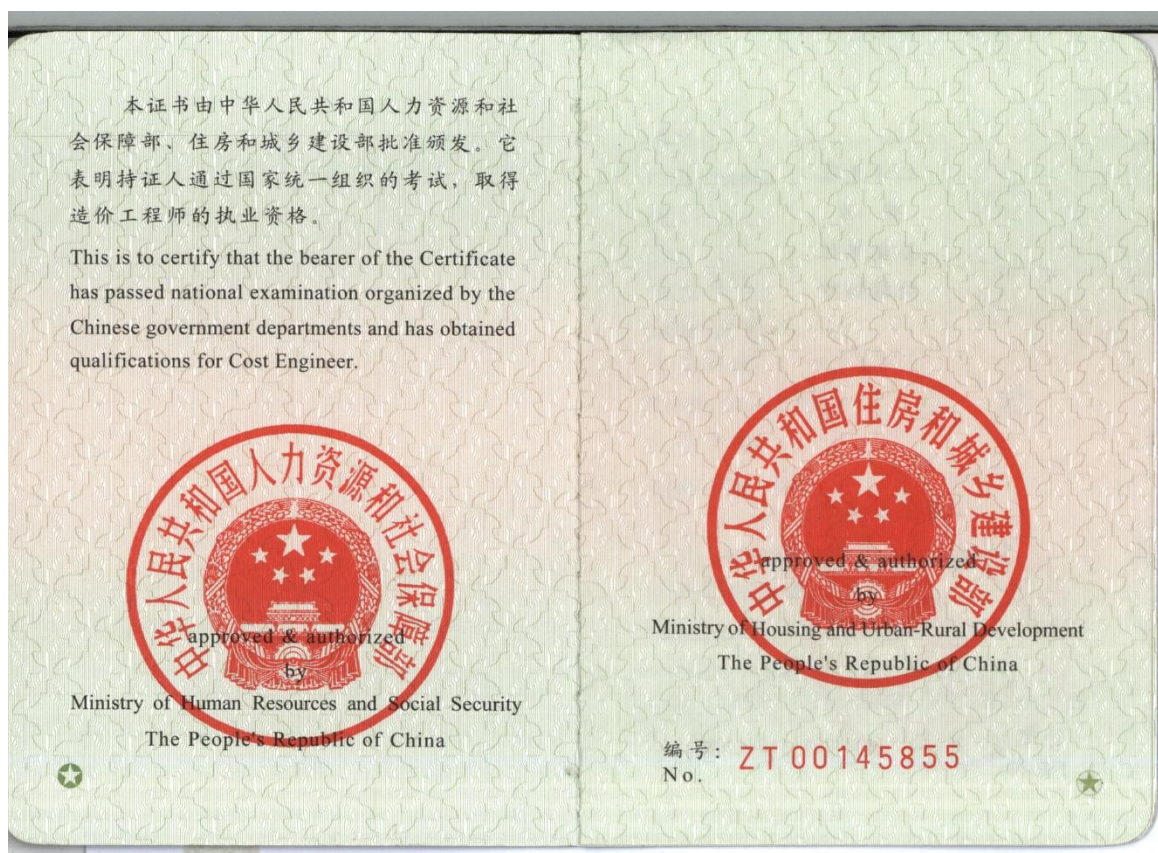 本证书由中华人民共和国人力资源和社
会保障部、住房和城乡建设部批准颁发。它
表明持证人通过国家统一组织的考试，取得
造价工程师的执业资格。
This is to certify that the bearer of the Certificate
has passed national examination organized by the
Chinese government departments and has obtained
qualifications for Cost Engineer.
中华人民共和国人力资源和社会保障部
approved & authorized
by
Ministry of Human Resources and Social Security
The People's Republic of China
中华人民共和国住房和城乡建设部
approved & authorized
by
Ministry of Housing and Urban-Rural Development
The People's Republic of China
编号: ZT 00145855
No.